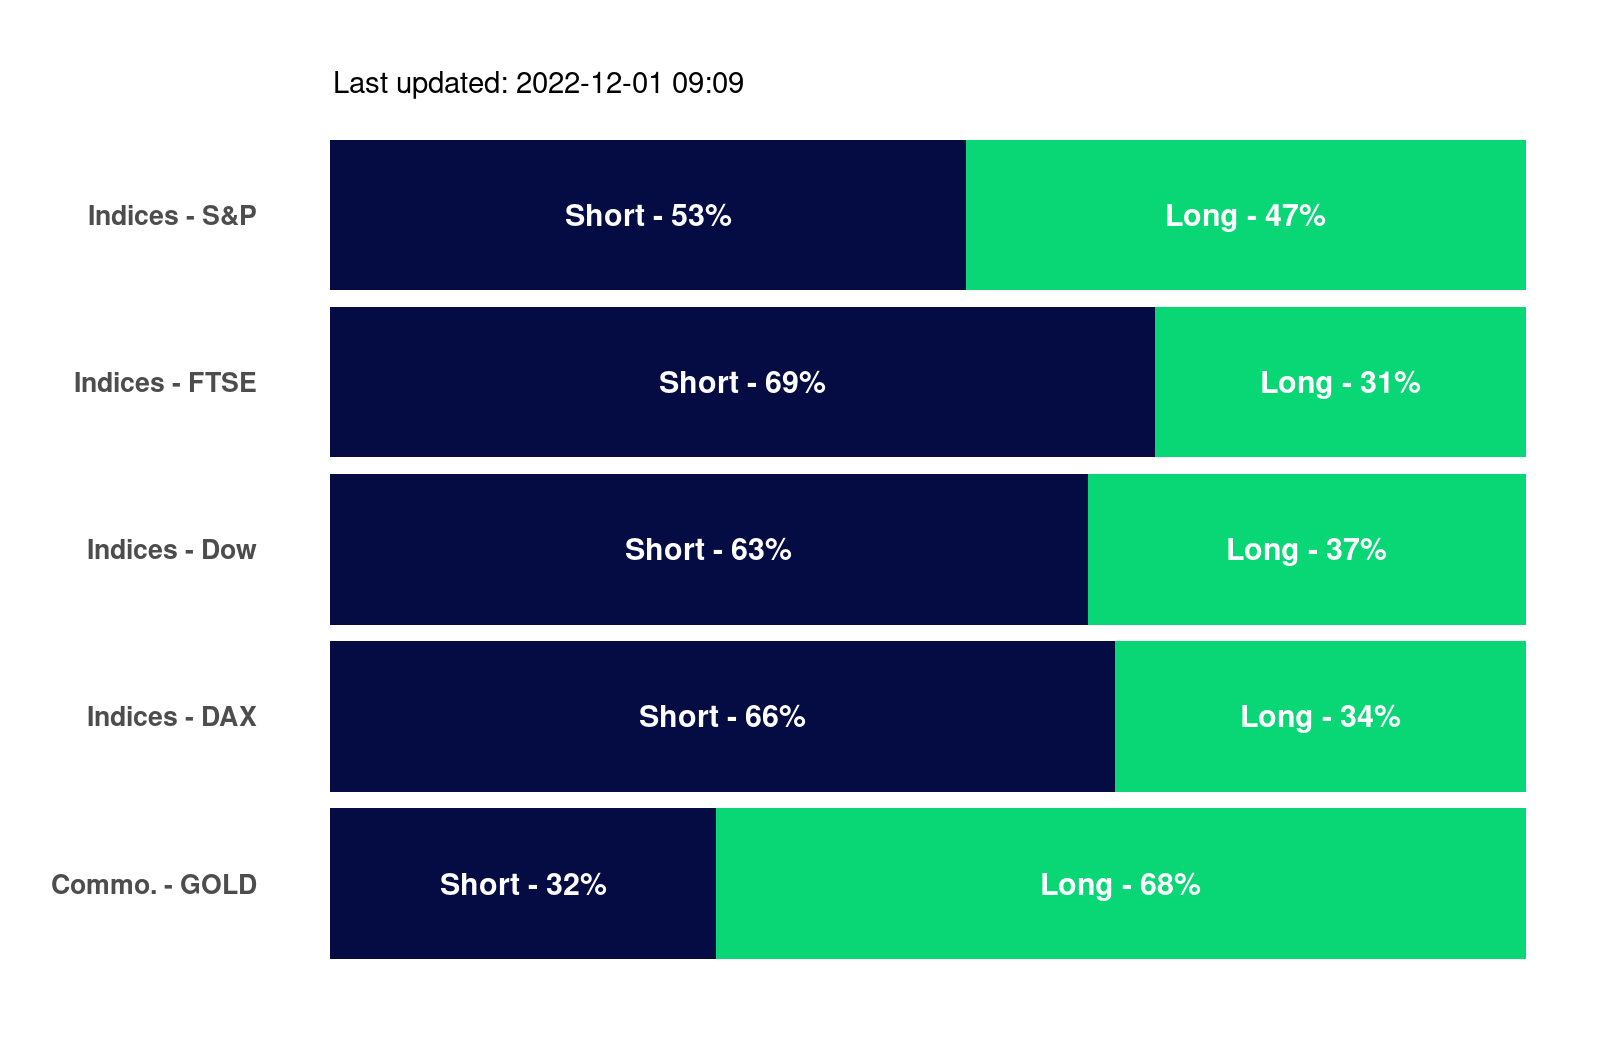 Last updated: 2022-12-01 09:09
Indices - S&P Short - 53% Long - 47%
Indices - FTSE Short - 69% Long - 31%
Indices - Dow Short - 63% Long - 37%
Indices - DAX Short - 66% Long - 34%
Commo. - GOLD Short - 32% Long - 68%